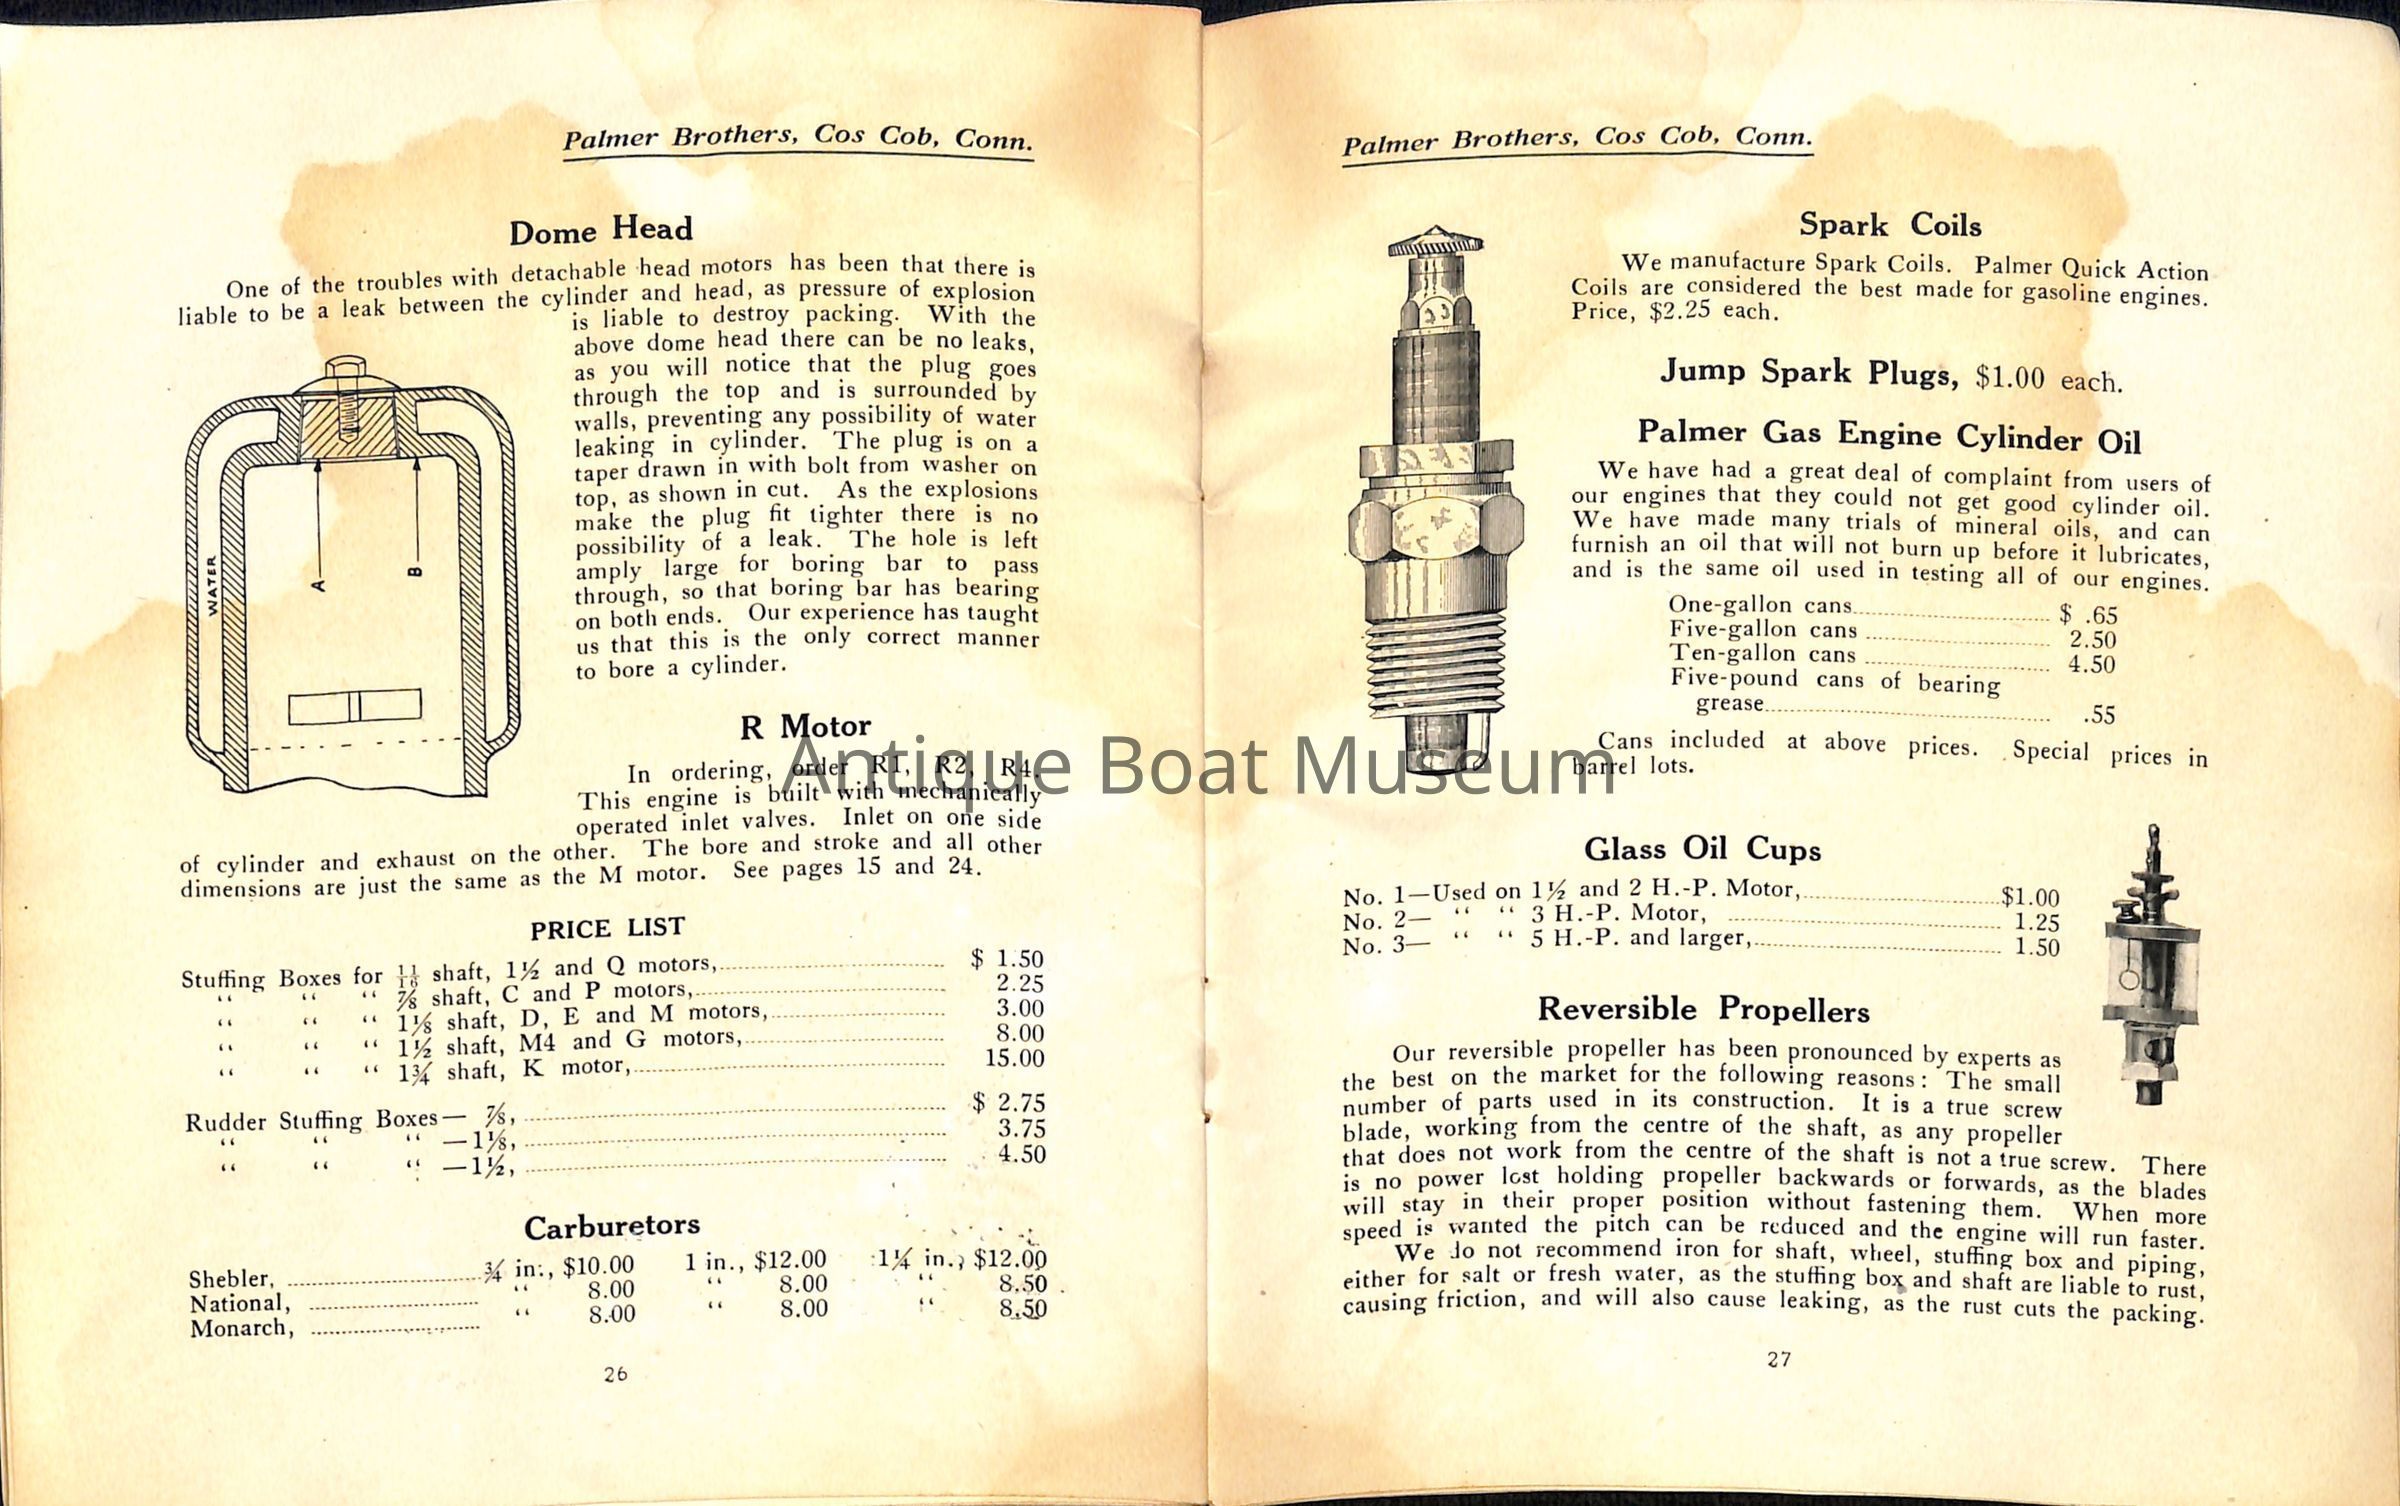 Palmer Brothers, Cos Cob, Conn.
Dome Head
One of the troubles with detachable head motors has been that there is
liable to be a leak between the cylinder and head, as pressure of explosion
is liable to destroy packing. With the
above dome head there can be no leaks,
as you will notice that the plug goes
through the top and is surrounded by
walls, preventing any possibility of water
leaking in cylinder. The plug is on a
taper drawn in with bolt from washer on
top, as shown in cut. As the explosions
make the plug fit tighter there is no
possibility of a leak. The hole is left
amply large for boring bar to pass
through, so that boring bar has bearing
on both ends. Our experience has taught
us that this is the only correct manner
to bore a cylinder.
WATER
A
B
R Motor
In ordering, order R1, R2, R4.
This engine is built with mechanically
operated inlet valves. Inlet on one side
of cylinder and exhaust on the other. The bore and stroke and all other
dimensions are just the same as the M motor. See pages 15 and 24.
PRICE LIST
Stuffing Boxes for 11/16 shaft, 1½ and Q motors, $ 1.50
“ “ “ ⅞ shaft, C and P motors, 2.25
“ “ “ 1⅛ shaft, D, E and M motors, 3.00
“ “ “ 1½ shaft, M4 and G motors, 8.00
“ “ “ 1¾ shaft, K motor, 15.00
Rudder Stuffing Boxes— ⅞, $ 2.75
“ “ “ —1⅛, 3.75
“ “ “ —1½, 4.50
Carburetors
Shebler, ¾ in., $10.00 1 in., $12.00 1¼ in., $12.00
National, “ 8.00 “ 8.00 “ 8.50
Monarch, “ 8.00 “ 8.00 “ 8.50
26
Palmer Brothers, Cos Cob, Conn.
Spark Coils
We manufacture Spark Coils. Palmer Quick Action
Coils are considered the best made for gasoline engines.
Price, $2.25 each.
Jump Spark Plugs, $1.00 each.
Palmer Gas Engine Cylinder Oil
We have had a great deal of complaint from users of
our engines that they could not get good cylinder oil.
We have made many trials of mineral oils, and can
furnish an oil that will not burn up before it lubricates,
and is the same oil used in testing all of our engines.
One-gallon cans $ .65
Five-gallon cans 2.50
Ten-gallon cans 4.50
Five-pound cans of bearing
grease .55
Cans included at above prices. Special prices in
barrel lots.
Antique Boat Museum
Glass Oil Cups
No. 1—Used on 1½ and 2 H.-P. Motor, $1.00
No. 2— “ “ 3 H.-P. Motor, 1.25
No. 3— “ “ 5 H.-P. and larger, 1.50
Reversible Propellers
Our reversible propeller has been pronounced by experts as
the best on the market for the following reasons: The small
number of parts used in its construction. It is a true screw
blade, working from the centre of the shaft, as any propeller
that does not work from the centre of the shaft is not a true screw. There
is no power lost holding propeller backwards or forwards, as the blades
will stay in their proper position without fastening them. When more
speed is wanted the pitch can be reduced and the engine will run faster.
We do not recommend iron for shaft, wheel, stuffing box and piping,
either for salt or fresh water, as the stuffing box and shaft are liable to rust,
causing friction, and will also cause leaking, as the rust cuts the packing.
27